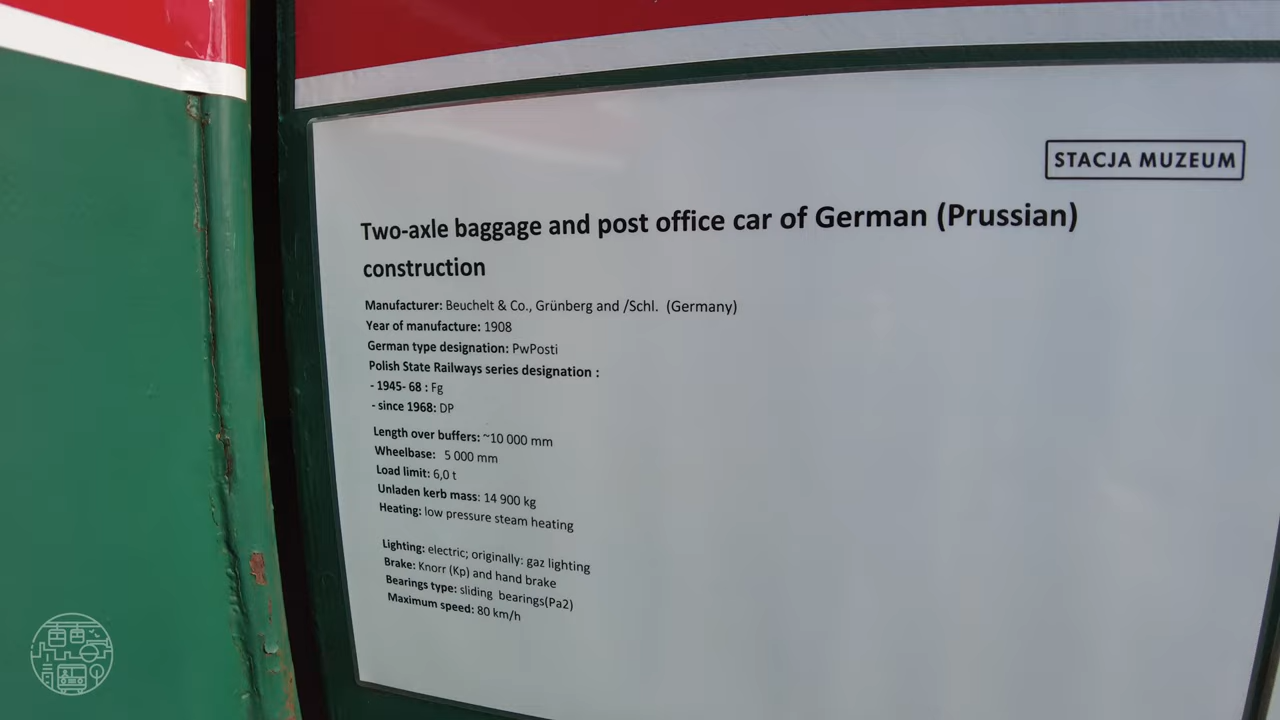 STACJA MUZEUM
Two-axle baggage and post office car of German (Prussian)
construction
Manufacturer: Beuchelt & Co., Grünberg and /Schl. (Germany)
Year of manufacture: 1908
German type designation: PwPosti
Polish State Railways series designation :
- 1945- 68 : Fg
- since 1968: DP
Length over buffers: ~10 000 mm
Wheelbase: 5 000 mm
Load limit: 6,0 t
Unladen kerb mass: 14 900 kg
Heating: low pressure steam heating
Lighting: electric; originally: gaz lighting
Brake: Knorr (Kp) and hand brake
Bearings type: sliding bearings(Pa2)
Maximum speed: 80 km/h